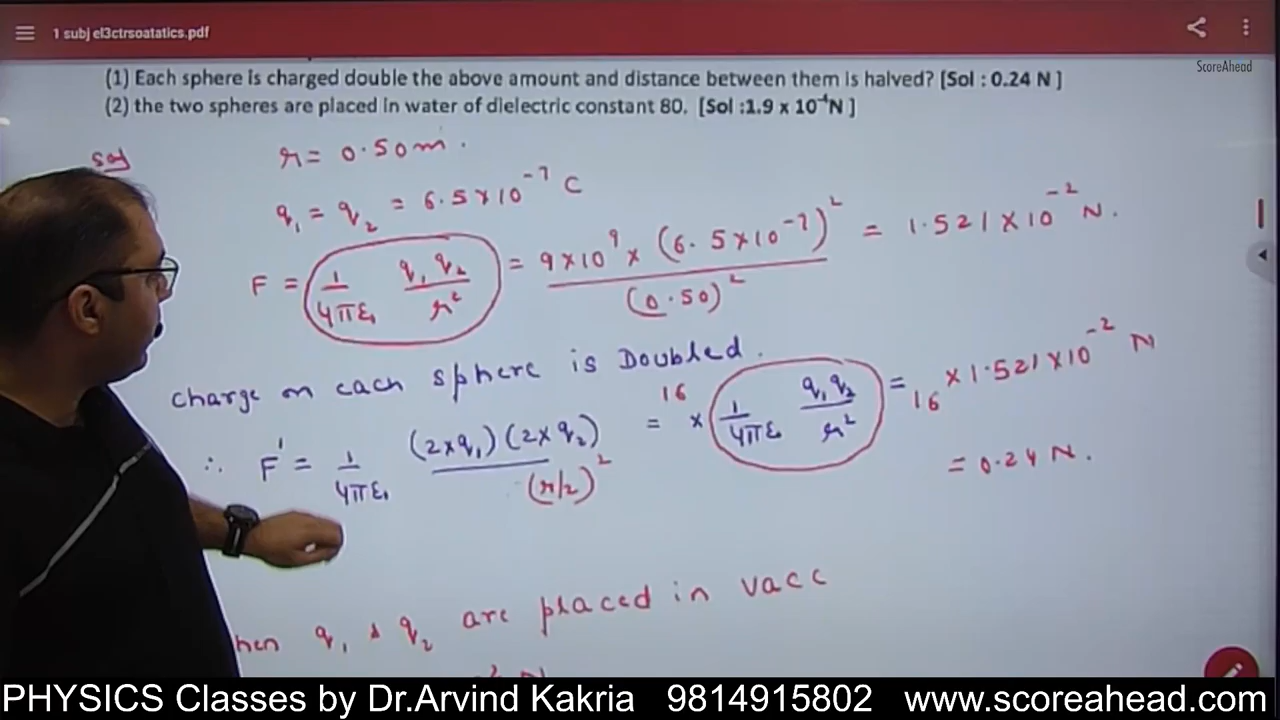 1 subj el3ctrsoatatics.pdf
ScoreAhead
(1) Each sphere is charged double the above amount and distance between them is halved? [Sol : 0.24 N ]
(2) the two spheres are placed in water of dielectric constant 80. [Sol :1.9 x 10⁻⁴N ]
Sol
r = 0.50m.
q₁ = q₂ = 6.5×10⁻⁷ C
F = 1/4πε₀ q₁q₂/r² = 9×10⁹ × (6.5×10⁻⁷)²/(0.50)² = 1.521×10⁻² N.
Charge on each sphere is Doubled.
∴ F' = 1/4πε₀ (2×q₁)(2×q₂)/(r/2)² = 16 × 1/4πε₀ q₁q₂/r² = 16 × 1.521×10⁻² N
= 0.24 N.
hen q₁ & q₂ are placed in vacc
PHYSICS Classes by Dr.Arvind Kakria 9814915802 www.scoreahead.com